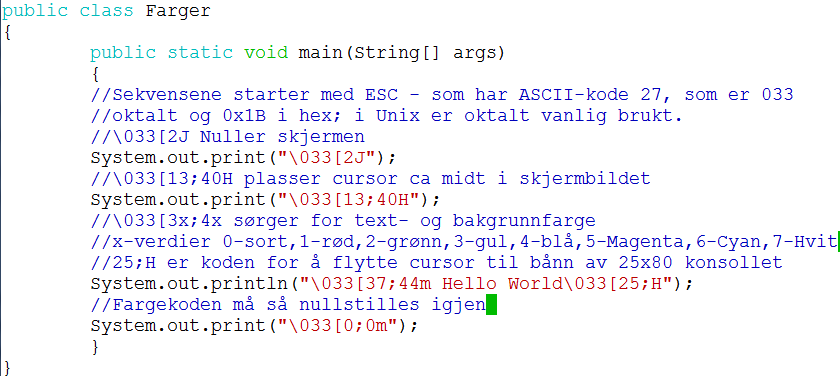 public class Farger
{
        public static void main(String[] args)
        {
        //Sekvensene starter med ESC - som har ASCII-kode 27, som er 033
        //oktalt og 0x1B i hex; i Unix er oktalt vanlig brukt.
        //\033[2J Nuller skjermen
        System.out.print("\033[2J");
        //\033[13;40H plasser cursor ca midt i skjermbildet
        System.out.print("\033[13;40H");
        //\033[3x;4x sørger for text- og bakgrunnfarge
        //x-verdier 0-sort,1-rød,2-grønn,3-gul,4-blå,5-Magenta,6-Cyan,7-Hvit
        //25;H er koden for å flytte cursor til bånn av 25x80 konsollet
        System.out.println("\033[37;44m Hello World\033[25;H");
        //Fargekoden må så nullstilles igjen
        System.out.print("\033[0;0m");
        }
}